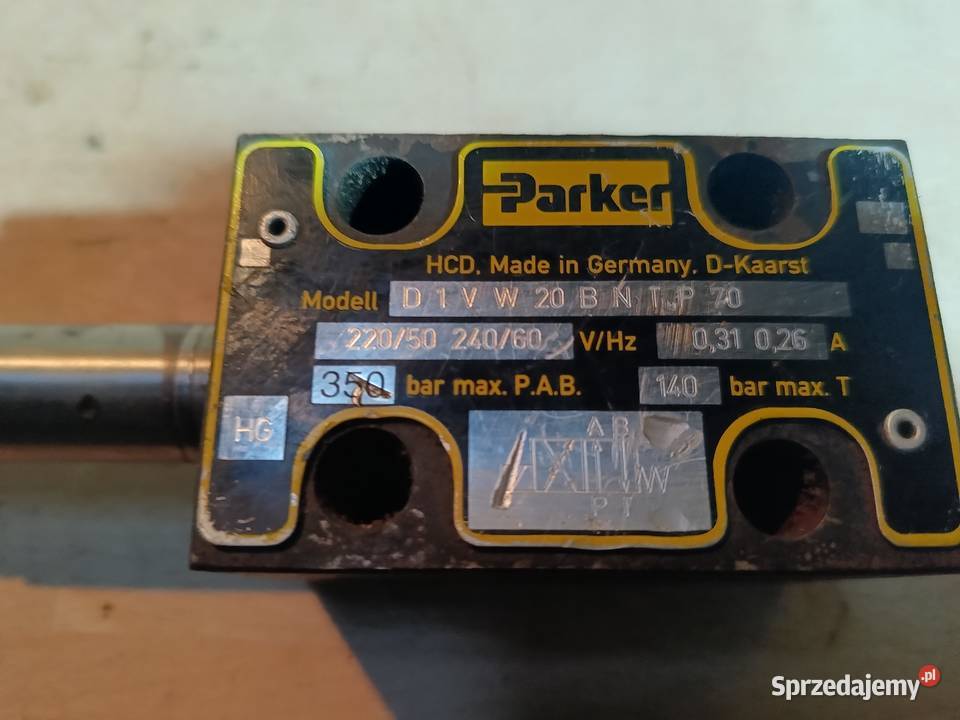 Parker
HCD. Made in Germany. D-Kaarst
Modell D 1 V W 20 B N T P 70
220/50 240/60 V/Hz 0,31 0,26 A
350 bar max. P.A.B. 140 bar max. T
HG
A B
W
P T
Sprzedajemy.pl